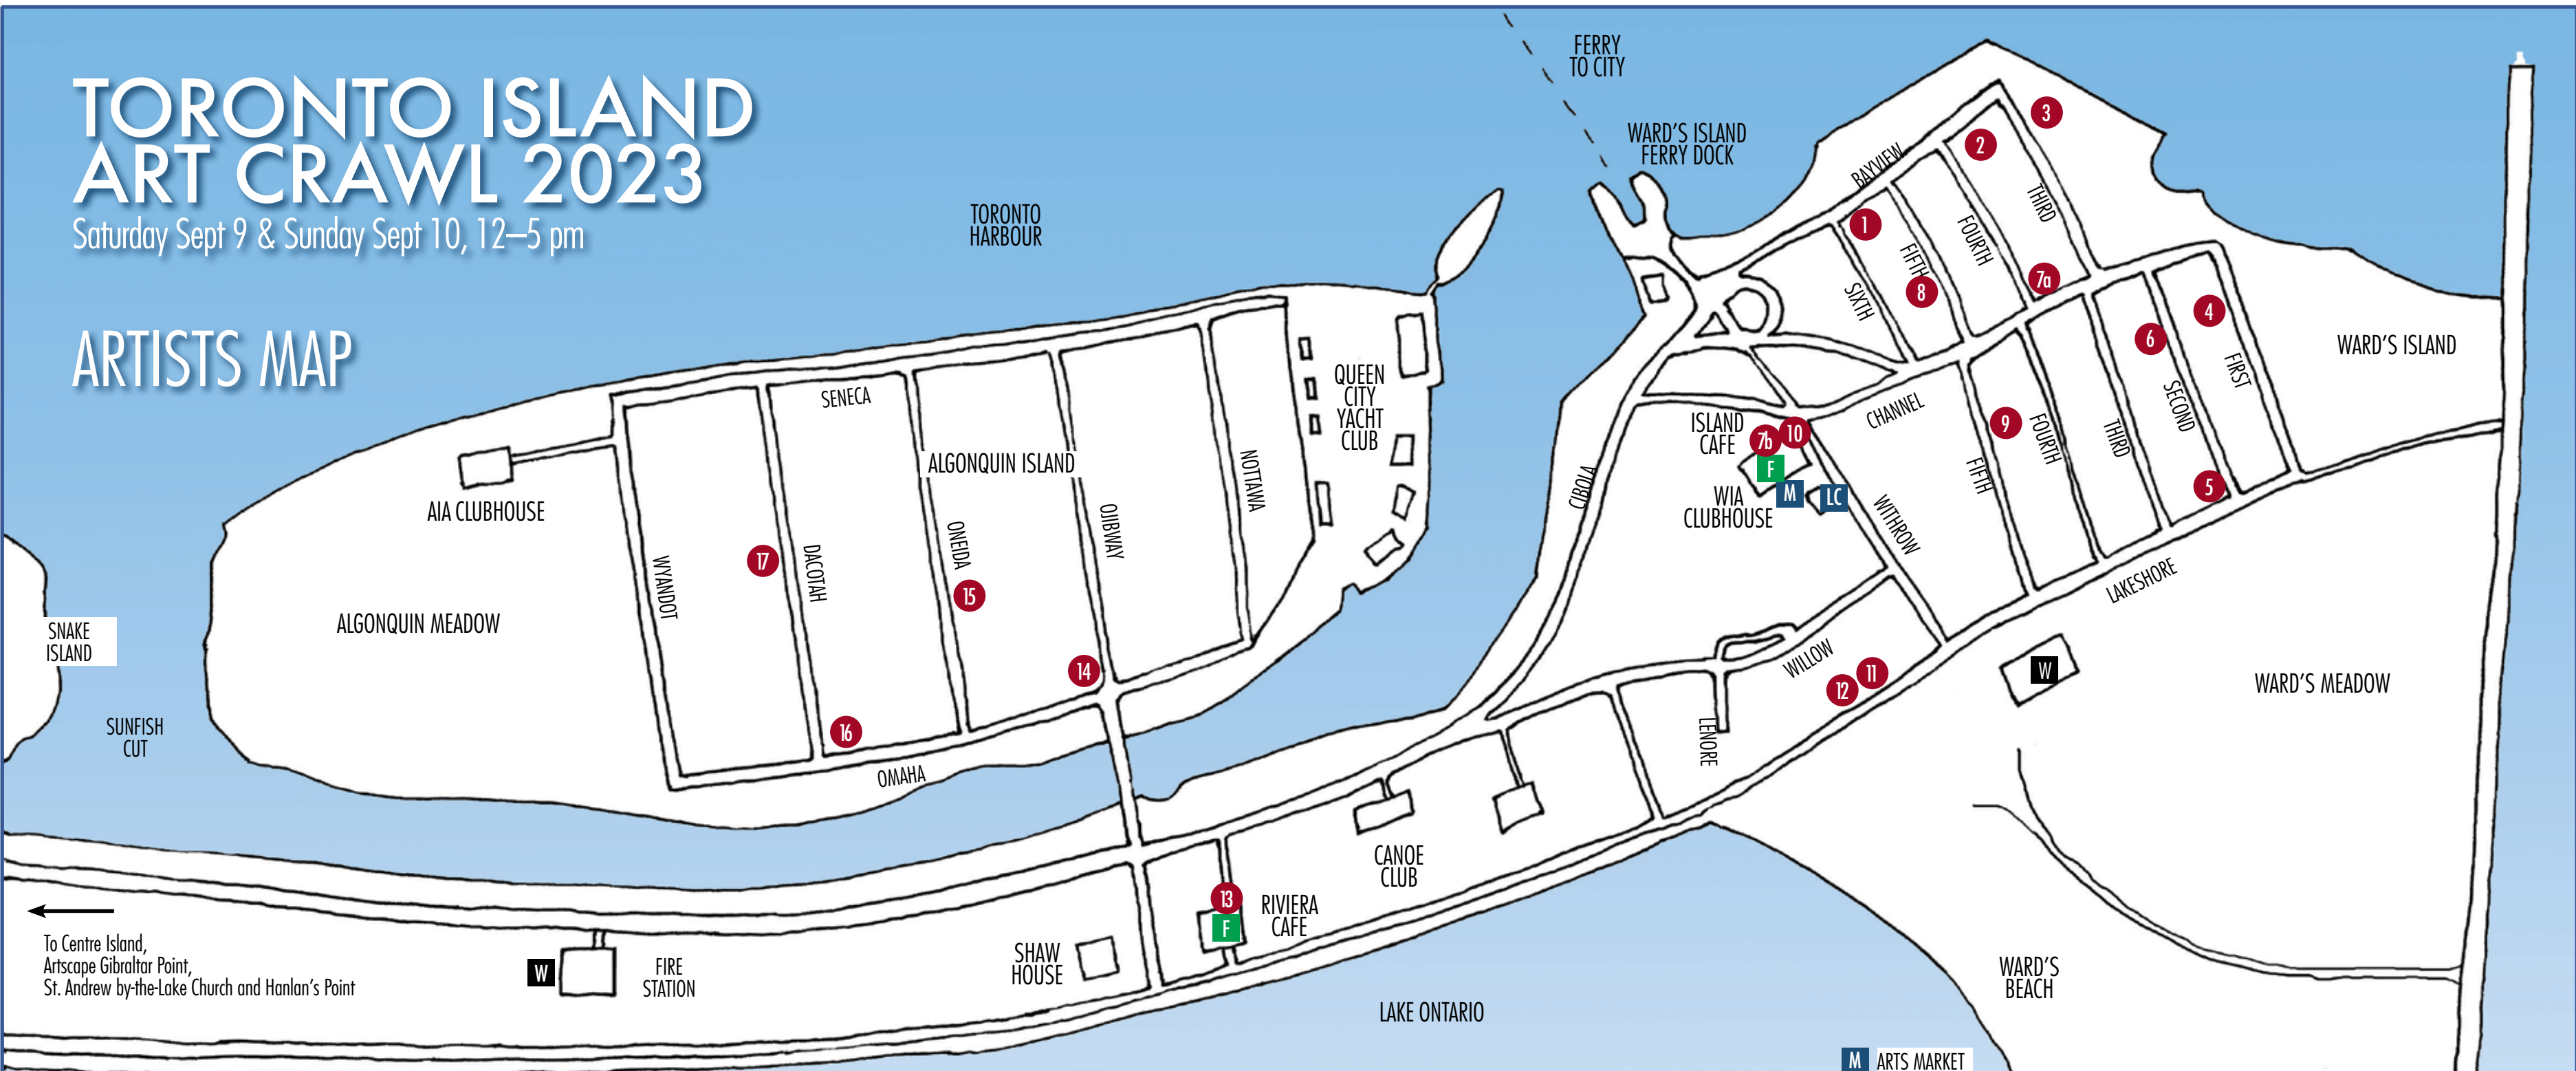 TORONTO ISLAND
ART CRAWL 2023
Saturday Sept 9 & Sunday Sept 10, 12–5 pm
ARTISTS MAP
TORONTO
HARBOUR
FERRY
TO CITY
WARD'S ISLAND
FERRY DOCK
BAYVIEW
3
2
1
THIRD
FOURTH
FIFTH
SIXTH
8
7a
4
6
FIRST
SECOND
THIRD
5
WARD'S ISLAND
QUEEN
CITY
YACHT
CLUB
SENECA
ALGONQUIN ISLAND
NOTTAWA
OJIBWAY
ONEIDA
DACOTAH
WYANDOT
AIA CLUBHOUSE
ALGONQUIN MEADOW
17
15
14
16
OMAHA
SNAKE
ISLAND
SUNFISH
CUT
CIBOLA
ISLAND
CAFE
7b
10
F
M
LC
WIA
CLUBHOUSE
CHANNEL
9
FOURTH
FIFTH
WITHROW
LAKESHORE
WILLOW
11
12
LENORE
W
WARD'S MEADOW
CANOE
CLUB
13
F
RIVIERA
CAFE
SHAW
HOUSE
W
FIRE
STATION
To Centre Island,
Artscape Gibraltar Point,
St. Andrew by-the-Lake Church and Hanlan's Point
LAKE ONTARIO
WARD'S
BEACH
M ARTS MARKET